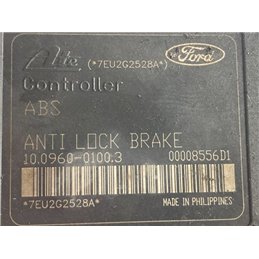 Ate (*7EU2G2528A*) Ford
Controller
ABS
ANTI LOCK BRAKE
10.0960-0100.3 00008556D1
*7EU2G2528A* MADE IN PHILIPPINES